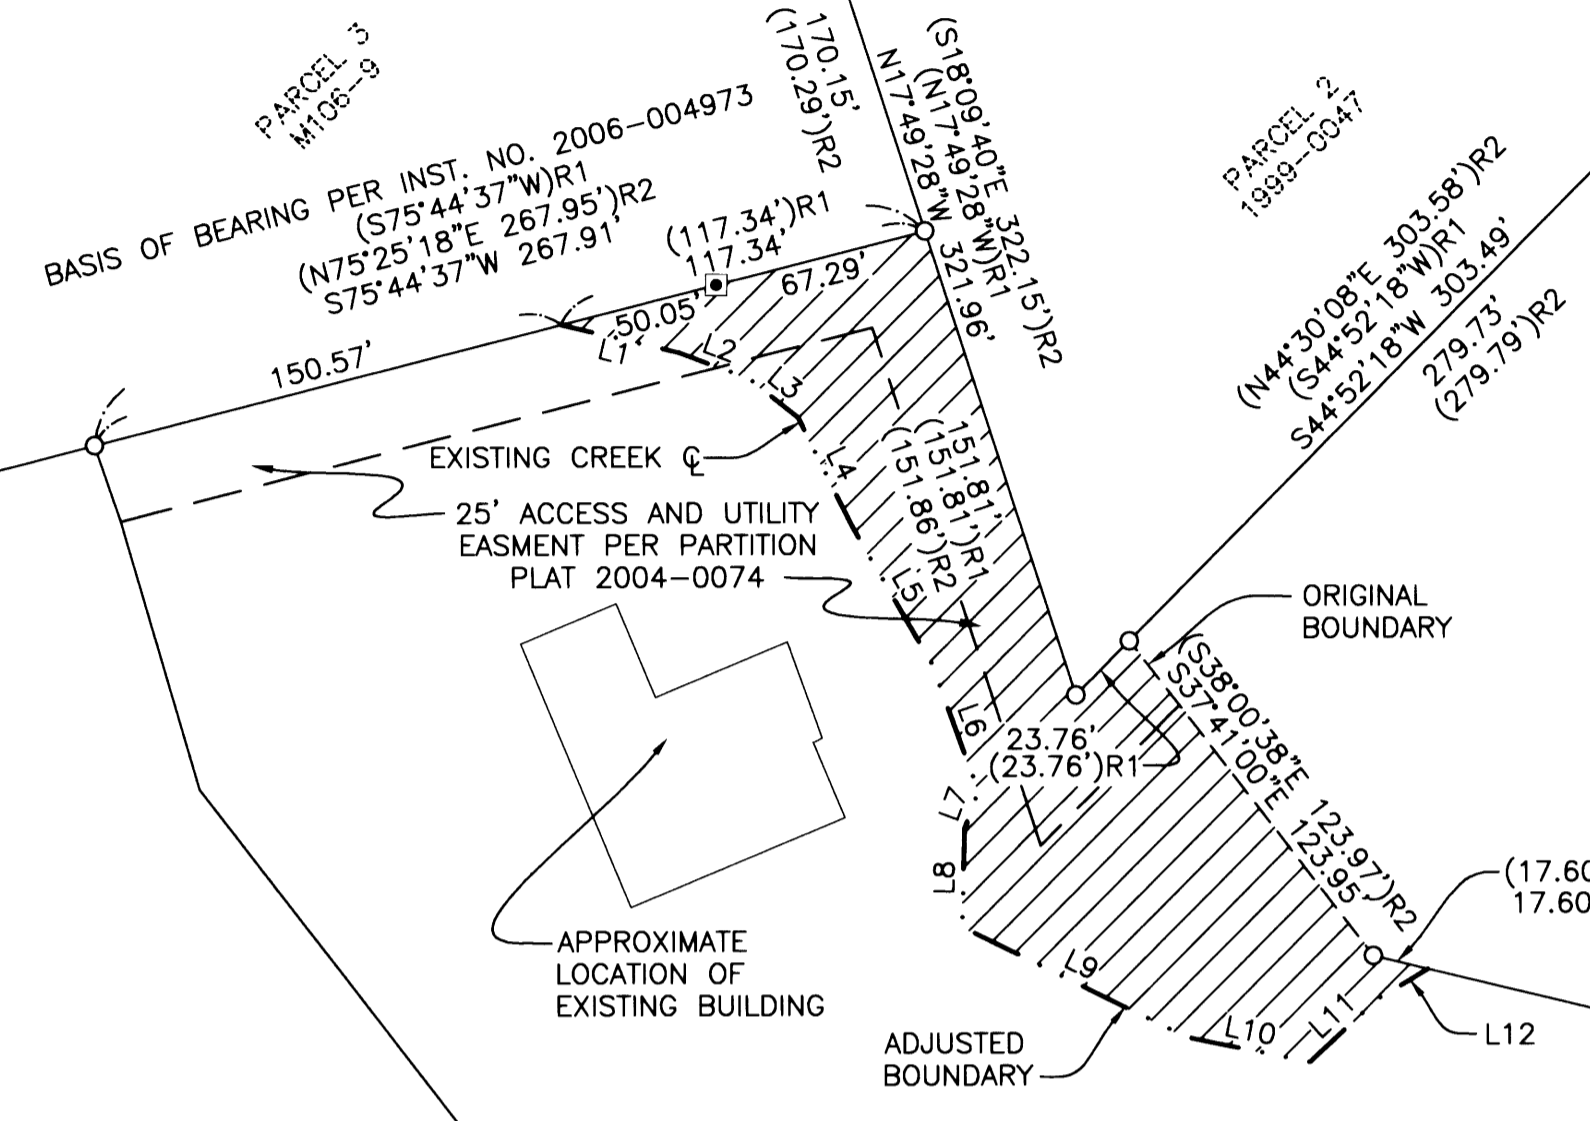 PARCEL 3
M106-9
BASIS OF BEARING PER INST. NO. 2006-004973
(S75°44'37"W)R1
(N75°25'18"E 267.95')R2
S75°44'37"W 267.91'
(117.34')R1
117.34'
170.15'
(170.29')R2
(S18°09'40"E 322.15')R2
(N17°49'28"W)R1
N17°49'28"W 321.96'
PARCEL 2
1999-0047
(N44°30'08"E 303.58')R2
(S44°52'18"W)R1
S44°52'18"W 303.49'
279.73'
(279.79')R2
150.57'
50.05'
67.29'
L1
L2
L3
L4
L5
L6
L7
L8
L9
L10
L11
L12
151.81'
(151.81')R1
(151.86')R2
EXISTING CREEK ℄
25' ACCESS AND UTILITY
EASMENT PER PARTITION
PLAT 2004-0074
ORIGINAL
BOUNDARY
23.76'
(23.76')R1
(S38°00'38"E 123.97')R2
S37°41'00"E 123.95'
(17.60
17.60
APPROXIMATE
LOCATION OF
EXISTING BUILDING
ADJUSTED
BOUNDARY